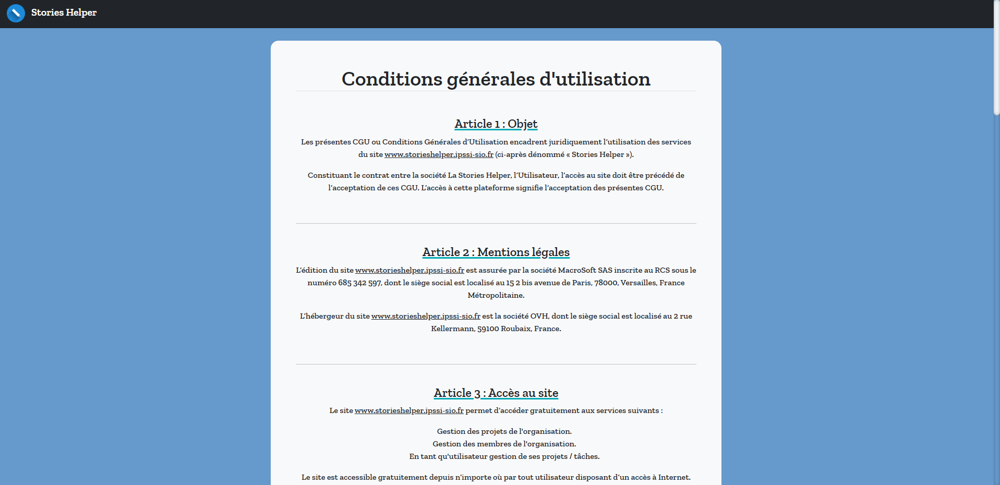 Stories Helper
Conditions générales d'utilisation
Article 1 : Objet
Les présentes CGU ou Conditions Générales d’Utilisation encadrent juridiquement l’utilisation des services
du site www.storieshelper.ipssi-sio.fr (ci-après dénommé « Stories Helper »).
Constituant le contrat entre la société La Stories Helper, l’Utilisateur, l’accès au site doit être précédé de
l’acceptation de ces CGU. L’accès à cette plateforme signifie l’acceptation des présentes CGU.
Article 2 : Mentions légales
L’édition du site www.storieshelper.ipssi-sio.fr est assurée par la société MacroSoft SAS inscrite au RCS sous le
numéro 685 342 597, dont le siège social est localisé au 15 2 bis avenue de Paris, 78000, Versailles, France
Métropolitaine.
L’hébergeur du site www.storieshelper.ipssi-sio.fr est la société OVH, dont le siège social est localisé au 2 rue
Kellermann, 59100 Roubaix, France.
Article 3 : Accès au site
Le site www.storieshelper.ipssi-sio.fr permet d’accéder gratuitement aux services suivants :
Gestion des projets de l'organisation.
Gestion des membres de l'organisation.
En tant qu'utilisateur gestion de ses projets / tâches.
Le site est accessible gratuitement depuis n’importe où par tout utilisateur disposant d’un accès à Internet.